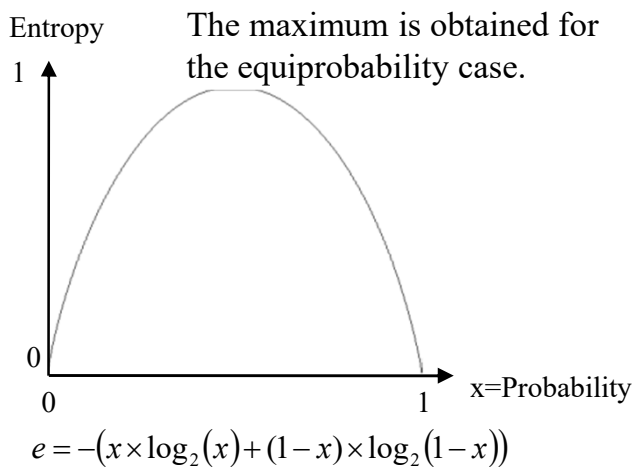 Entropy
The maximum is obtained for
the equiprobability case.
1
0
0
1
x=Probability
e = −(x × log₂(x) + (1 − x) × log₂(1 − x))